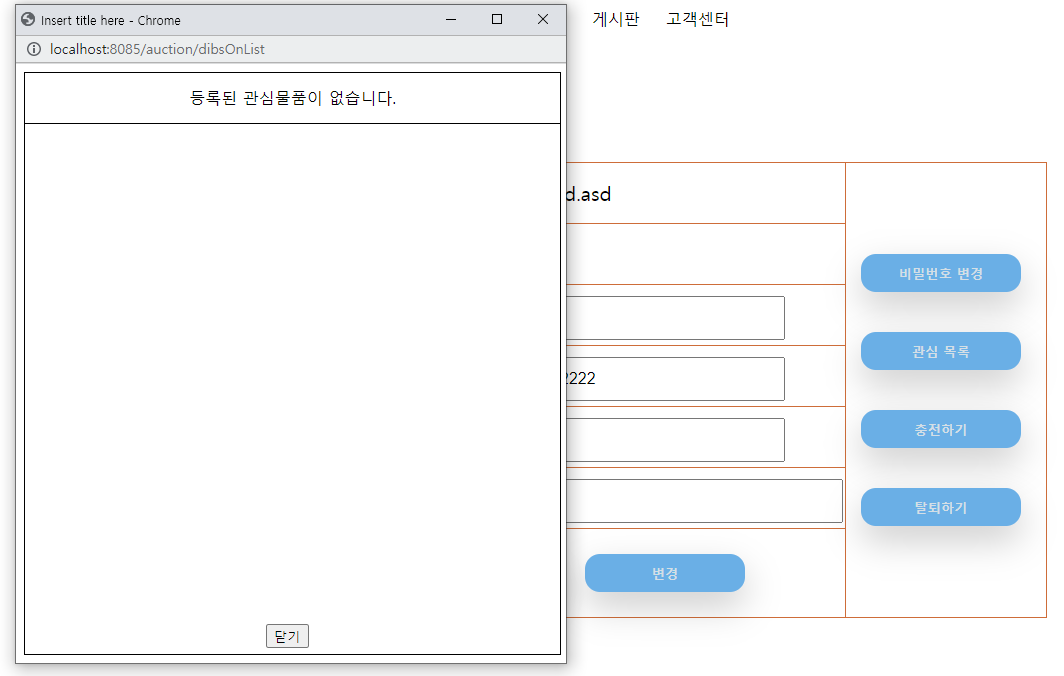 Insert title here - Chrome
localhost:8085/auction/dibsOnList
등록된 관심물품이 없습니다.
닫기
게시판 고객센터
d.asd
2222
변경
비밀번호 변경
관심 목록
충전하기
탈퇴하기